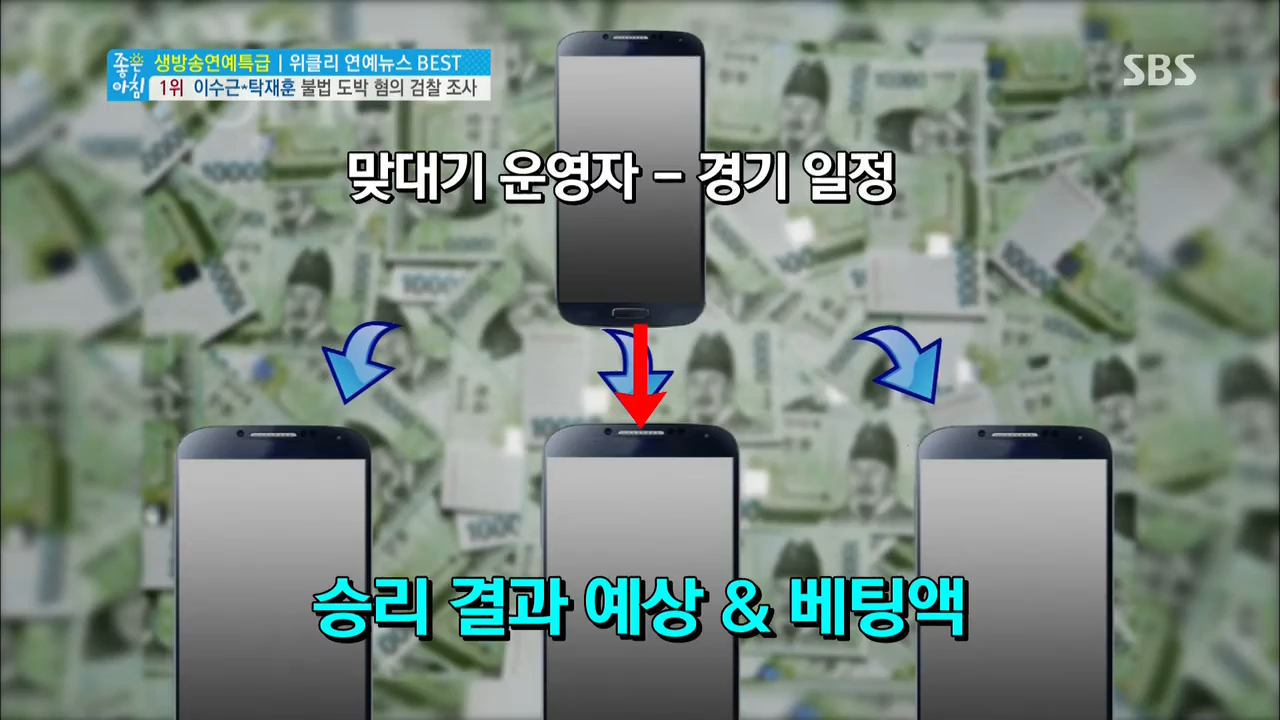 좋은아침
생방송연예특급 | 위클리 연예뉴스 BEST
1위 이수근*탁재훈 불법 도박 혐의 검찰 조사
SBS
맞대기 운영자 - 경기 일정
승리 결과 예상 & 베팅액